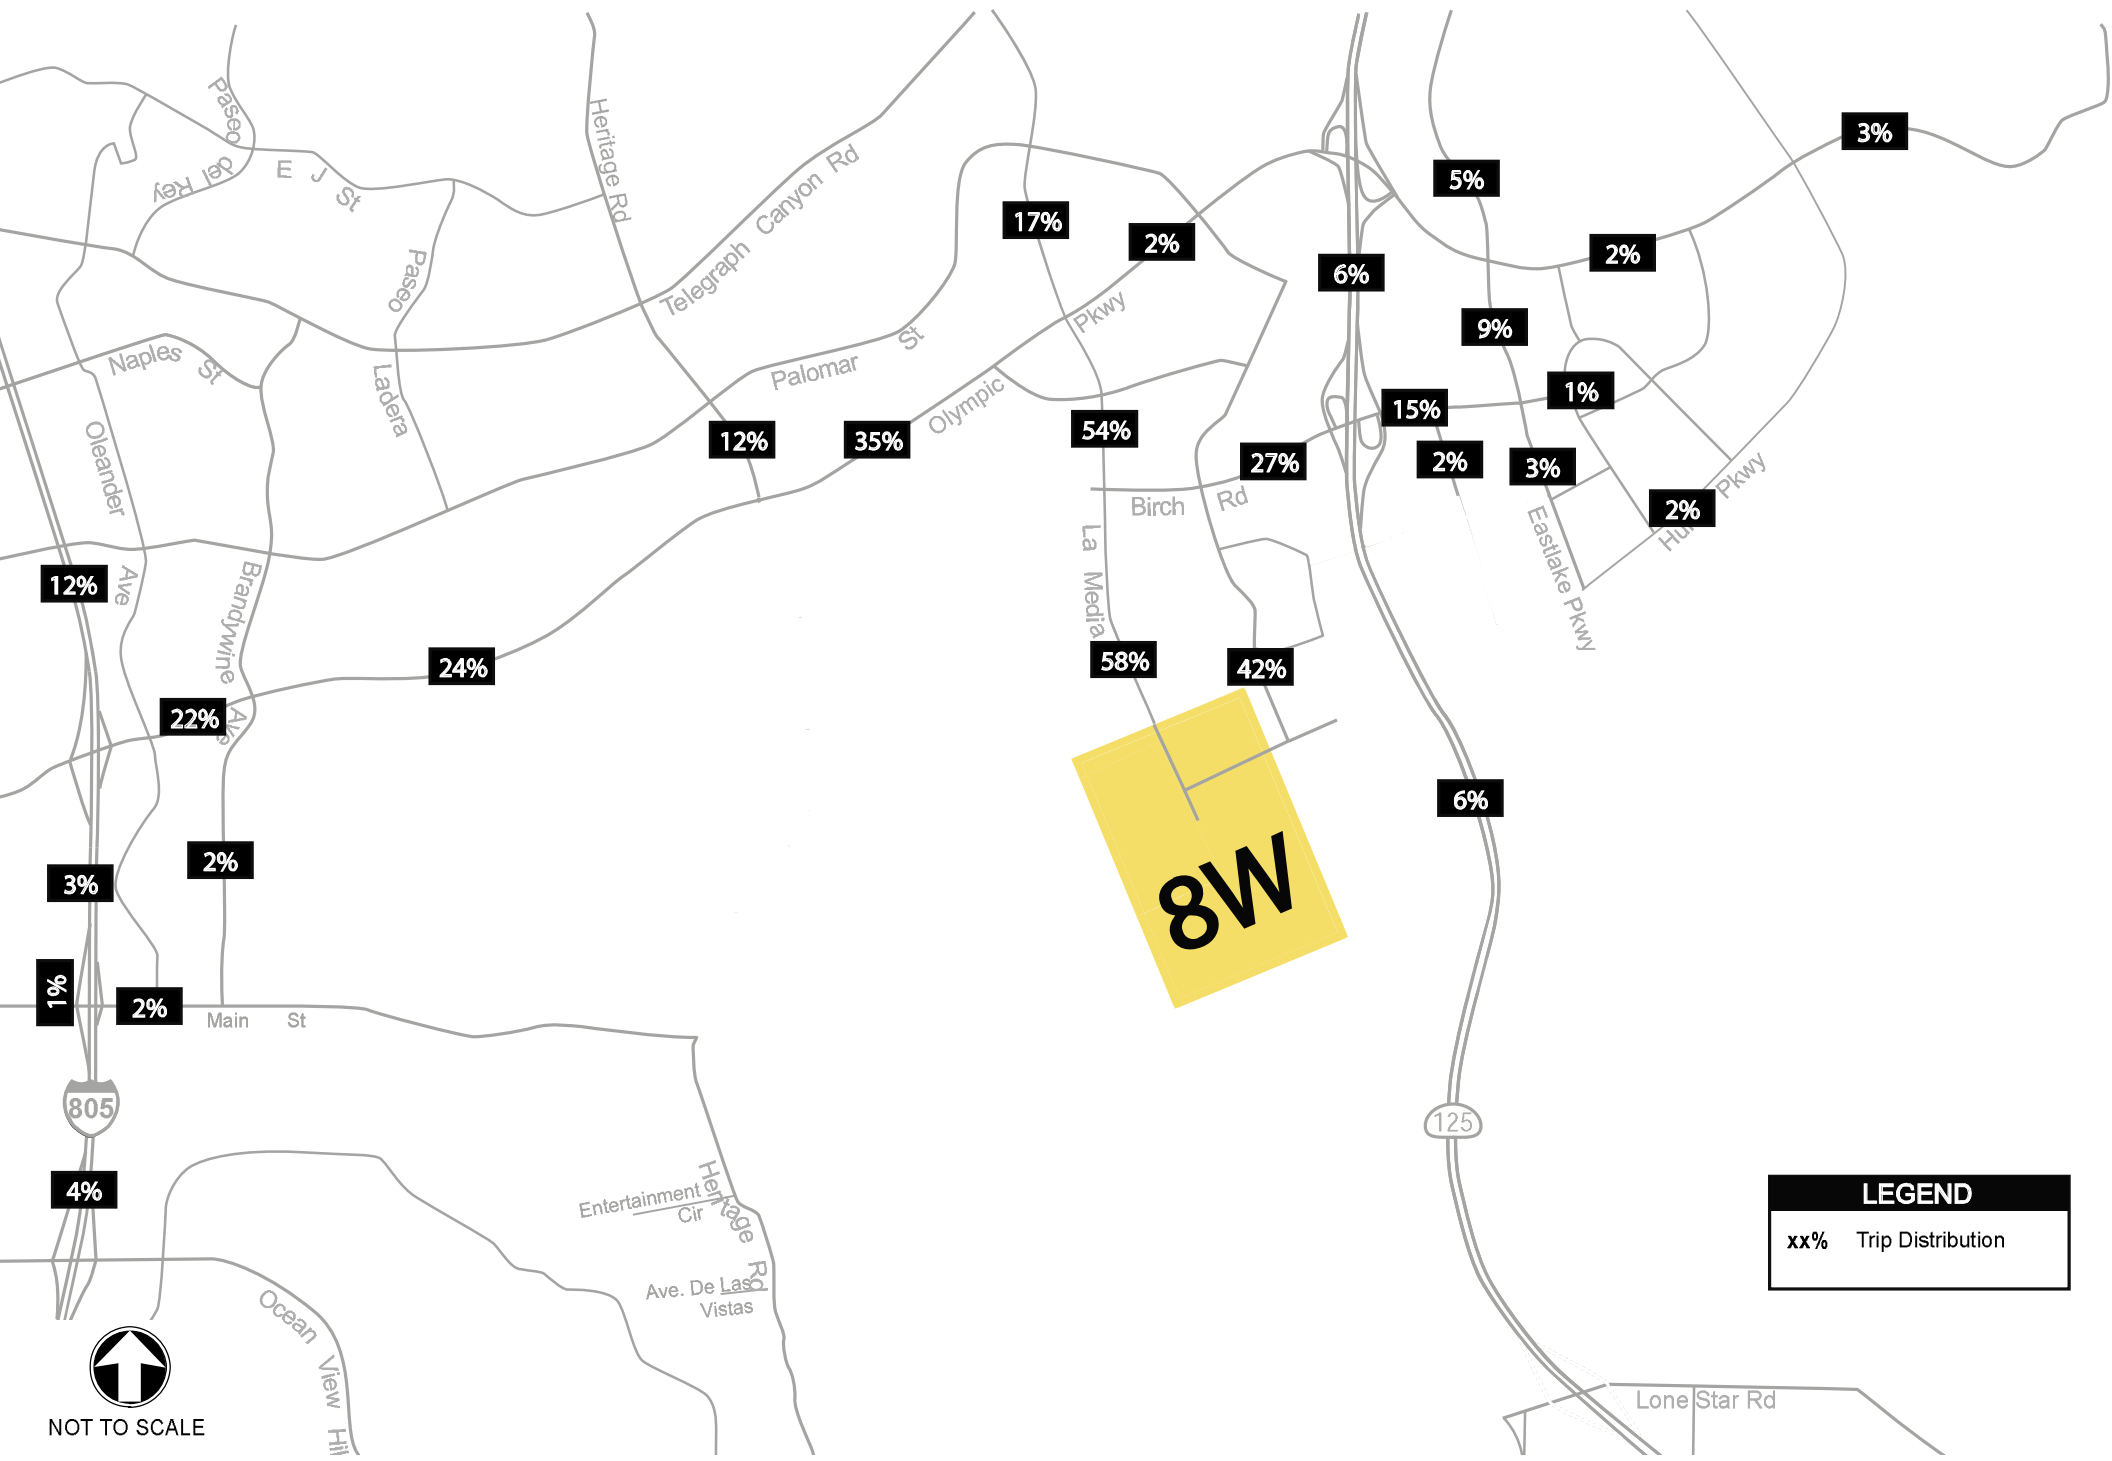 Paseo
del Rey
E J St
Heritage Rd
Telegraph Canyon Rd
3%
5%
17%
2%
2%
6%
9%
Paseo
Ladera
Naples St
Palomar St
Olympic Pkwy
1%
15%
12%
35%
54%
27%
2%
3%
2%
Oleander
Ave
Birch Rd
La Media
Eastlake Pkwy
Pkwy
12%
Brandywine Ave
24%
58%
42%
22%
6%
2%
3%
8W
1%
2%
Main St
805
125
4%
Heritage Rd
Entertainment
Cir
Ave. De Las
Vistas
Ocean View
LEGEND
xx% Trip Distribution
Lone Star Rd
NOT TO SCALE